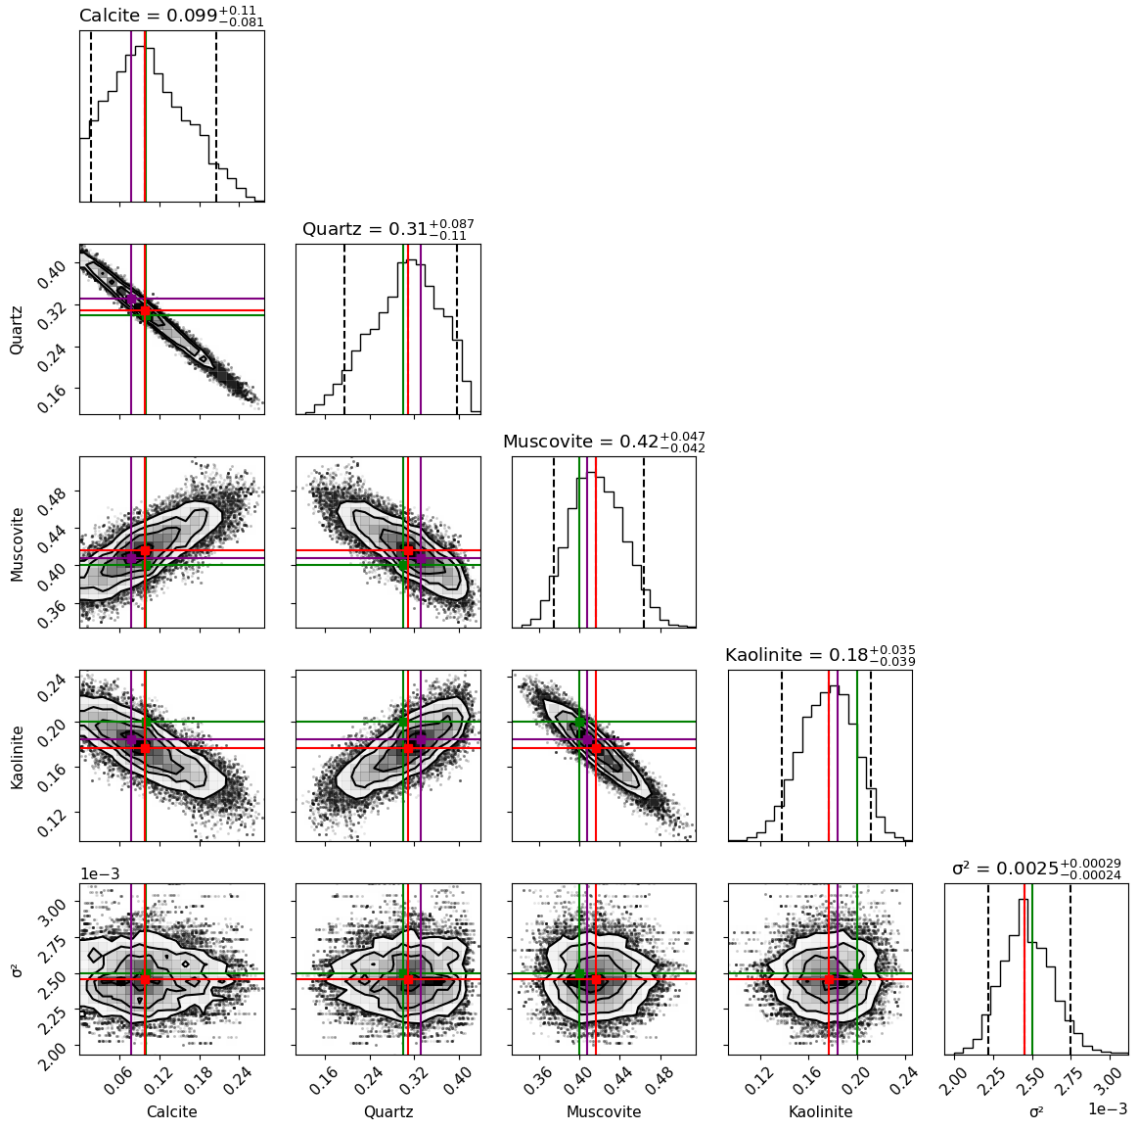 Calcite = 0.099+0.11−0.081
Quartz = 0.31+0.087−0.11
Quartz
0.40
0.32
0.24
0.16
Muscovite = 0.42+0.047−0.042
Muscovite
0.48
0.44
0.40
0.36
Kaolinite = 0.18+0.035−0.039
Kaolinite
0.24
0.20
0.16
0.12
σ² = 0.0025+0.00029−0.00024
1e−3
σ²
3.00
2.75
2.50
2.25
2.00
0.06 0.12 0.18 0.24
0.16 0.24 0.32 0.40
0.36 0.40 0.44 0.48
0.12 0.16 0.20 0.24
2.00 2.25 2.50 2.75 3.00
Calcite Quartz Muscovite Kaolinite σ² 1e−3